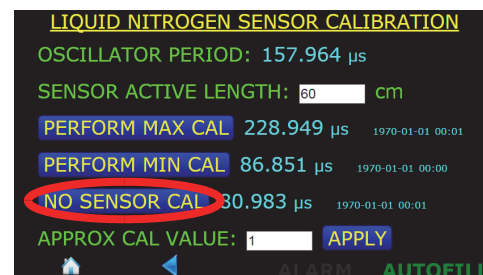 LIQUID NITROGEN SENSOR CALIBRATION
OSCILLATOR PERIOD: 157.964 µs
SENSOR ACTIVE LENGTH: 60 cm
PERFORM MAX CAL 228.949 µs 1970-01-01 00:01
PERFORM MIN CAL 86.851 µs 1970-01-01 00:00
NO SENSOR CAL 30.983 µs 1970-01-01 00:01
APPROX CAL VALUE: 1 APPLY
ALARM AUTOFILL